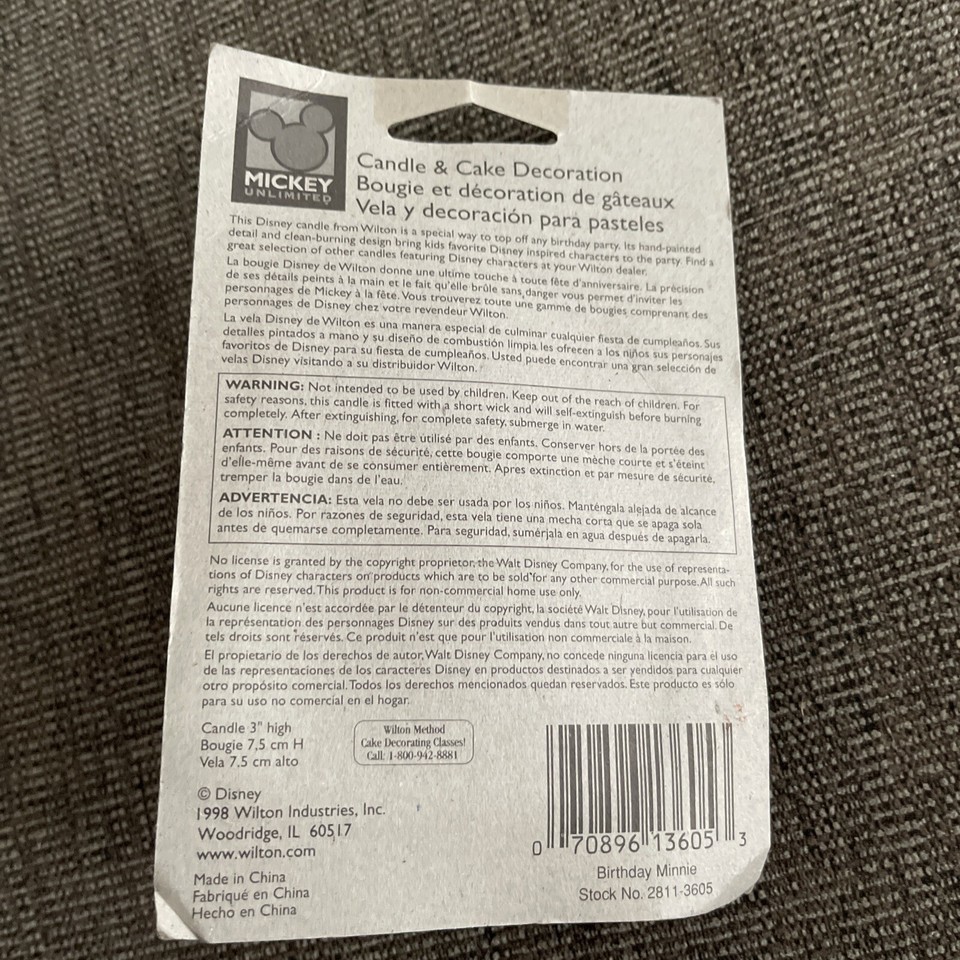 MICKEY
UNLIMITED
Candle & Cake Decoration
Bougie et décoration de gâteaux
Vela y decoración para pasteles
This Disney candle from Wilton is a special way to top off any birthday party. Its hand-painted
detail and clean-burning design bring kids favorite Disney inspired characters to the party. Find a
great selection of other candles featuring Disney characters at your Wilton dealer.
La bougie Disney de Wilton donne une ultime touche à toute fête d'anniversaire. La précision
de ses détails peints à la main et le fait qu'elle brûle sans danger vous permet d'inviter les
personnages de Mickey à la fête. Vous trouverez toute une gamme de bougies comprenant des
personnages de Disney chez votre revendeur Wilton.
La vela Disney de Wilton es una manera especial de culminar cualquier fiesta de cumpleaños. Sus
detalles pintados a mano y su diseño de combustión limpia les ofrecen a los niños sus personajes
favoritos de Disney para su fiesta de cumpleaños. Usted puede encontrar una gran selección de
velas Disney visitando a su distribuidor Wilton.
WARNING: Not intended to be used by children. Keep out of the reach of children. For
safety reasons, this candle is fitted with a short wick and will self-extinguish before burning
completely. After extinguishing, for complete safety, submerge in water.
ATTENTION : Ne doit pas être útilisé par des enfants. Conserver hors de la portée des
enfants. Pour des raisons de sécurité, cette bougie comporte une mèche courte et s'éteint
d'elle-même avant de se consumer entièrement. Apres extinction et par mesure de sécurité,
tremper la bougie dans de l'eau.
ADVERTENCIA: Esta vela no debe ser usada por los niños. Manténgala alejada de alcance
de los niños. Por razones de seguridad, esta vela tiene una mecha corta que se apaga sola
antes de quemarse completamente. Para seguridad, sumérjala en agua después de apagarla.
No license is granted by the copyright proprietor, the Walt Disney Company, for the use of representa-
tions of Disney characters on products which are to be sold for any other commercial purpose. All such
rights are reserved. This product is for non-commercial home use only.
Aucune licence n'est accordée par le détenteur du copyright, la société Walt Disney, pour l'utilisation de
la représentation des personnages Disney sur des produits vendus dans tout autre but commercial. De
tels droits sont réservés. Ce produit n'est que pour l'utilisation non commerciale à la maison.
El propietario de los derechos de autor, Walt Disney Company, no concede ninguna licencia para el uso
de las representaciones de los caracteres Disney en productos destinados a ser vendidos para cualquier
otro propósito comercial. Todos los derechos mencionados quedan reservados. Este producto es sólo
para su uso no comercial en el hogar.
Candle 3" high
Bougie 7,5 cm H
Vela 7.5 cm alto
Wilton Method
Cake Decorating Classes!
Call: 1-800-942-8881
© Disney
1998 Wilton Industries, Inc.
Woodridge, IL 60517
www.wilton.com
Made in China
Fabriqué en China
Hecho en China
0 70896 13605 3
Birthday Minnie
Stock No. 2811-3605